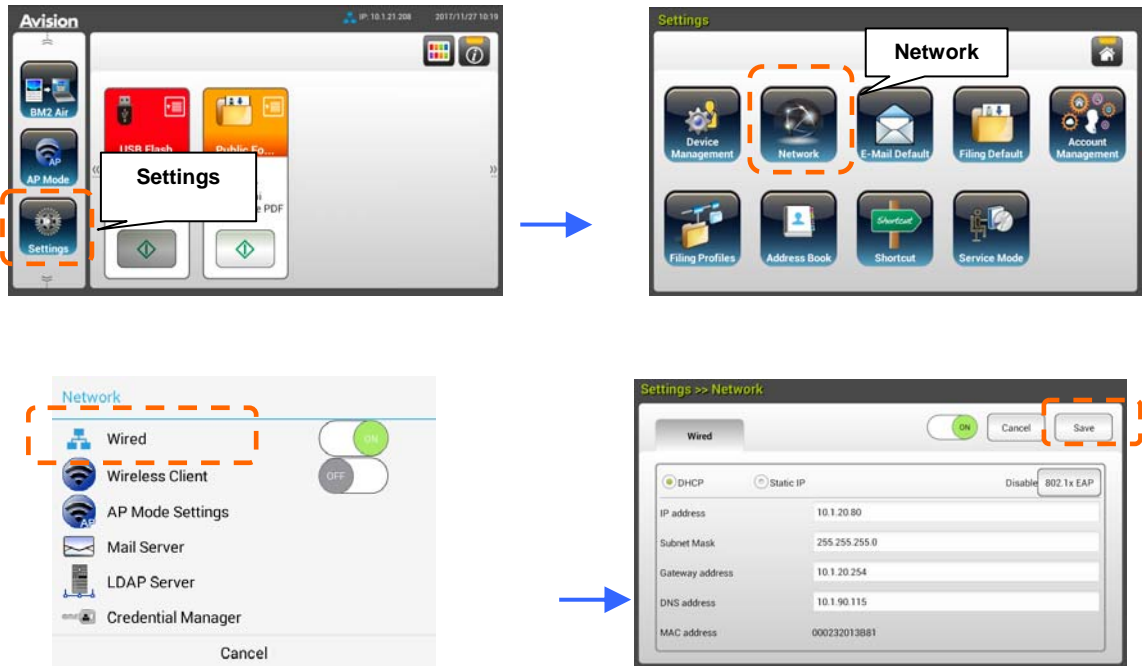 Avision
IP: 10.1.21.208
2017/11/27 10:19
BM2 Air
AP
AP Mode
Settings
USB Flash
Public Fo...
PDF
Settings
Settings
Network
Device Management
Network
E-Mail Default
Filing Default
Account Management
Filing Profiles
Address Book
Shortcut
Shortcut
Service Mode
Network
Wired
ON
Wireless Client
OFF
AP Mode Settings
AP
Mail Server
LDAP Server
Credential Manager
Cancel
Settings >> Network
Wired
ON
Cancel
Save
DHCP
Static IP
Disable
802.1x EAP
IP address
10.1.20.80
Subnet Mask
255.255.255.0
Gateway address
10.1.20.254
DNS address
10.1.90.115
MAC address
000232013B81